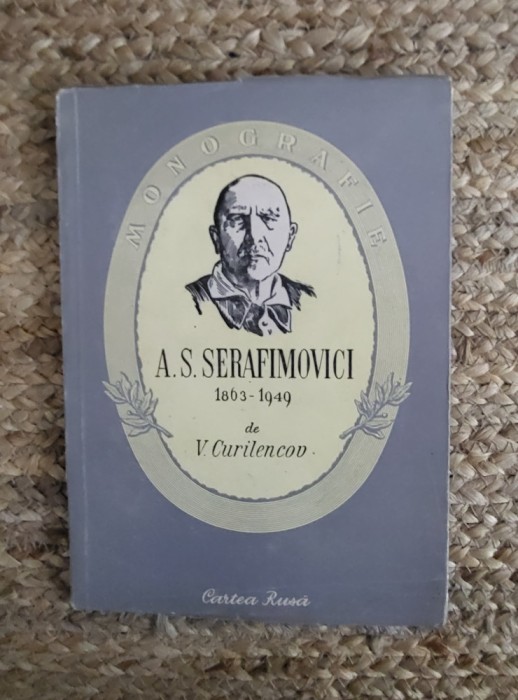 MONOGRAFIE
A. S. SERAFIMOVICI
1863 - 1949
de
V. Curilencov
Cartea Rusă